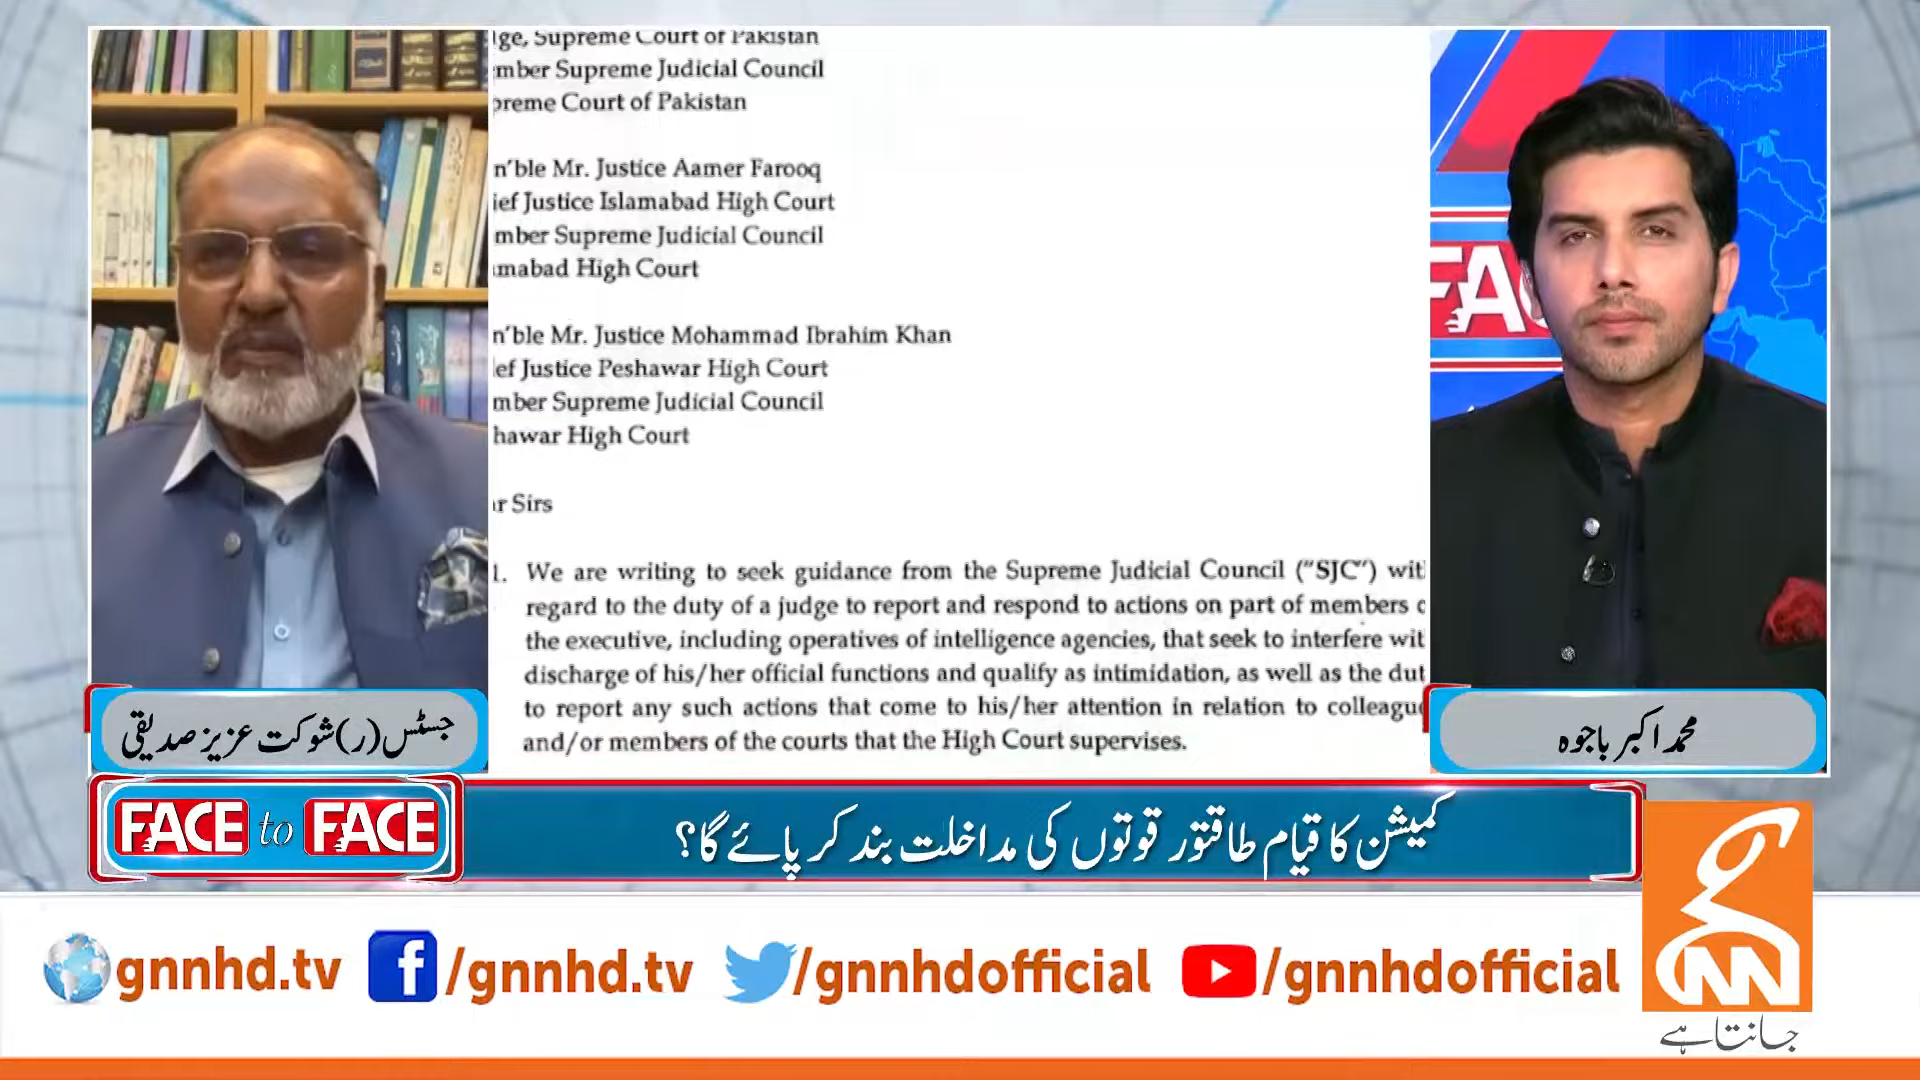 ge, Supreme Court of Pakistan
mber Supreme Judicial Council
preme Court of Pakistan
n'ble Mr. Justice Aamer Farooq
ief Justice Islamabad High Court
mber Supreme Judicial Council
mabad High Court
n'ble Mr. Justice Mohammad Ibrahim Khan
ief Justice Peshawar High Court
mber Supreme Judicial Council
hawar High Court
ar Sirs
1. We are writing to seek guidance from the Supreme Judicial Council ("SJC") wit
regard to the duty of a judge to report and respond to actions on part of members o
the executive, including operatives of intelligence agencies, that seek to interfere wit
discharge of his/her official functions and qualify as intimidation, as well as the dut
to report any such actions that come to his/her attention in relation to colleague
and/or members of the courts that the High Court supervises.
FA
جسٹس (ر) شوکت عزیز صدیقی
محمد اکبر باجوہ
FACE to FACE
کمیشن کا قیام طاقتور قوتوں کی مداخلت بند کر پائے گا؟
gnnhd.tv
/gnnhd.tv
/gnnhdofficial
/gnnhdofficial
GNN
جانتا ہے